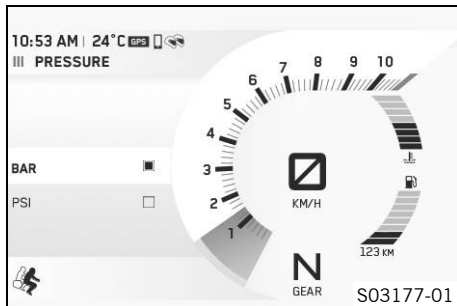 10:53 AM | 24°C GPS
PRESSURE
BAR
PSI
1
2
3
4
5
6
7
8
9
10
0
KM/H
N
GEAR
123 KM
S03177-01